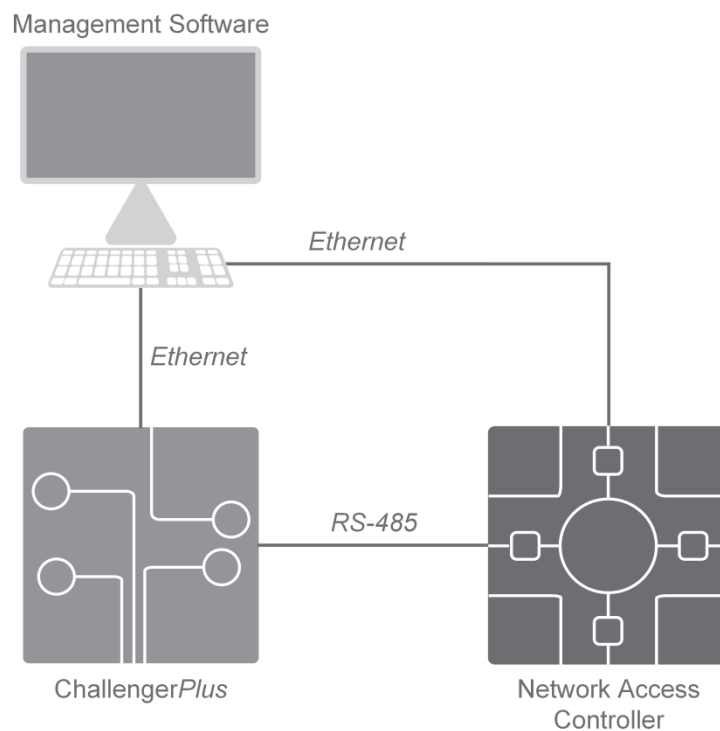 Management Software
Ethernet
Ethernet
RS-485
ChallengerPlus
Network Access
Controller